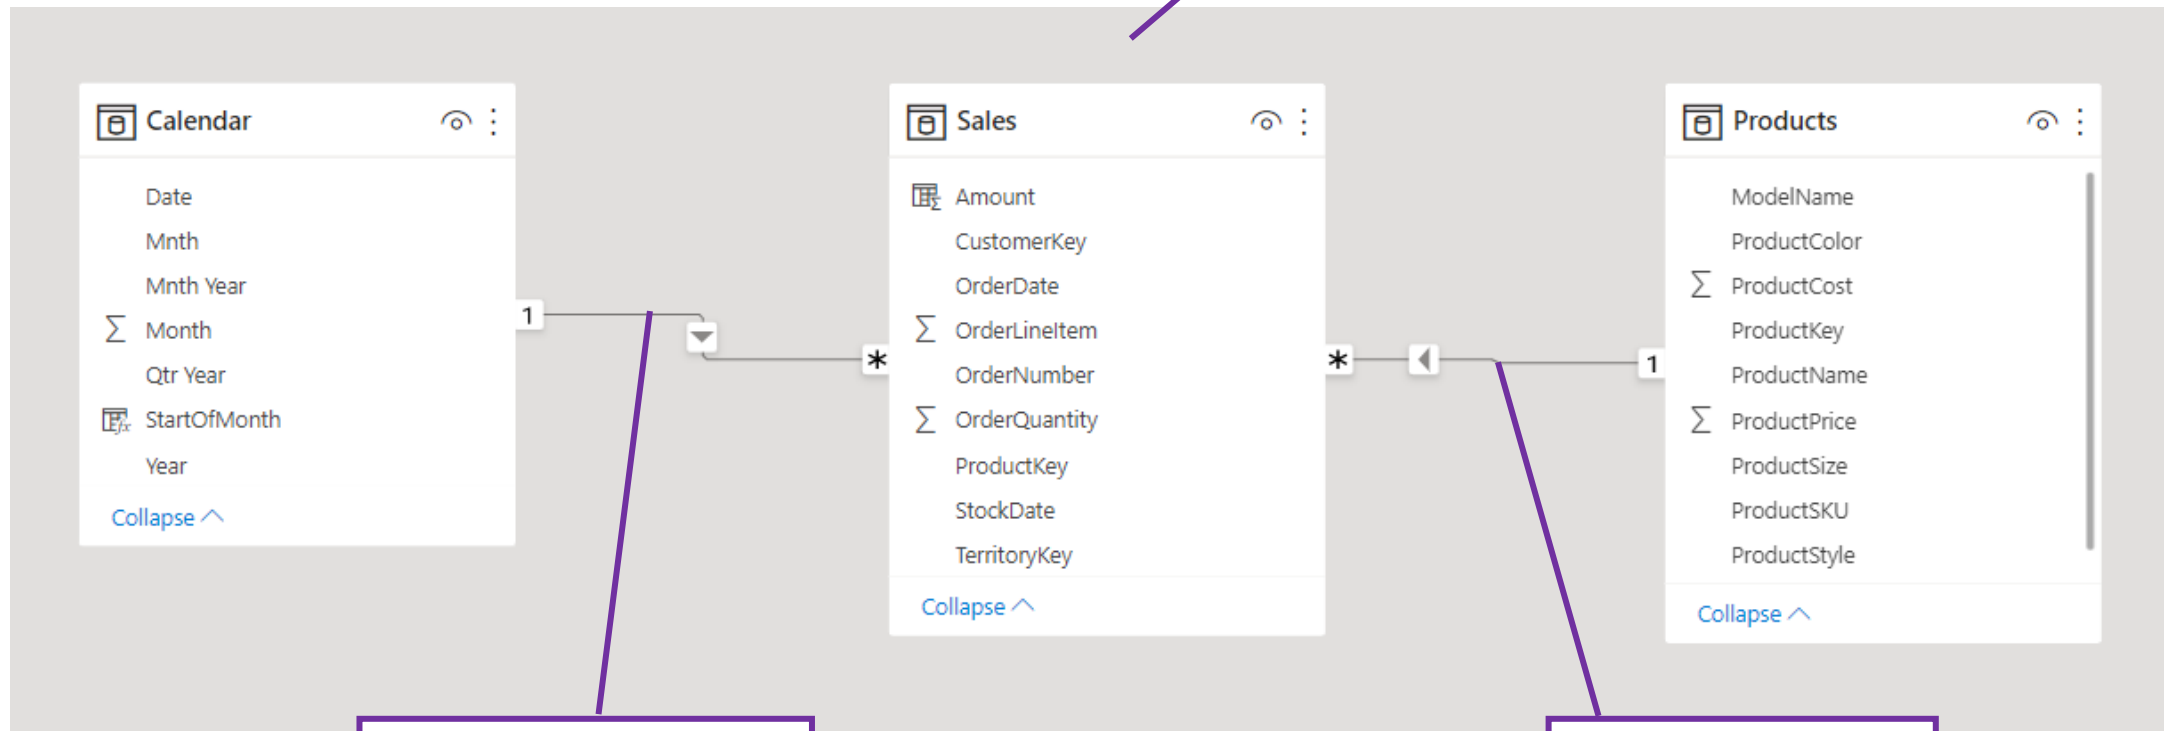 Calendar
Date
Mnth
Mnth Year
Month
Qtr Year
StartOfMonth
Year
Collapse
1
*
Sales
Amount
CustomerKey
OrderDate
OrderLineItem
OrderNumber
OrderQuantity
ProductKey
StockDate
TerritoryKey
Collapse
*
1
Products
ModelName
ProductColor
ProductCost
ProductKey
ProductName
ProductPrice
ProductSize
ProductSKU
ProductStyle
Collapse